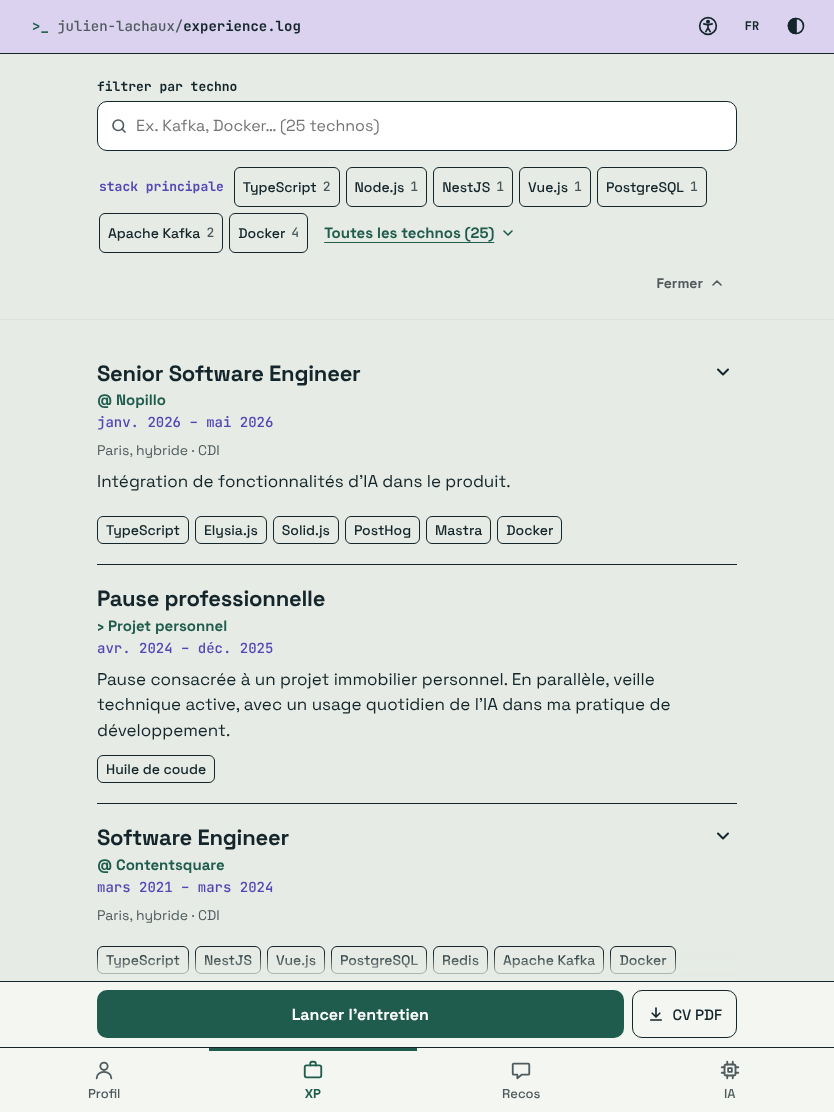 >_ julien-lachaux/experience.log
FR
filtrer par techno
Ex. Kafka, Docker… (25 technos)
stack principale TypeScript 2 Node.js 1 NestJS 1 Vue.js 1 PostgreSQL 1
Apache Kafka 2 Docker 4 Toutes les technos (25)
Fermer
Senior Software Engineer
@ Nopillo
janv. 2026 – mai 2026
Paris, hybride · CDI
Intégration de fonctionnalités d’IA dans le produit.
TypeScript Elysia.js Solid.js PostHog Mastra Docker
Pause professionnelle
> Projet personnel
avr. 2024 – déc. 2025
Pause consacrée à un projet immobilier personnel. En parallèle, veille
technique active, avec un usage quotidien de l’IA dans ma pratique de
développement.
Huile de coude
Software Engineer
@ Contentsquare
mars 2021 – mars 2024
Paris, hybride · CDI
TypeScript NestJS Vue.js PostgreSQL Redis Apache Kafka Docker
Lancer l’entretien CV PDF
Profil XP Recos IA